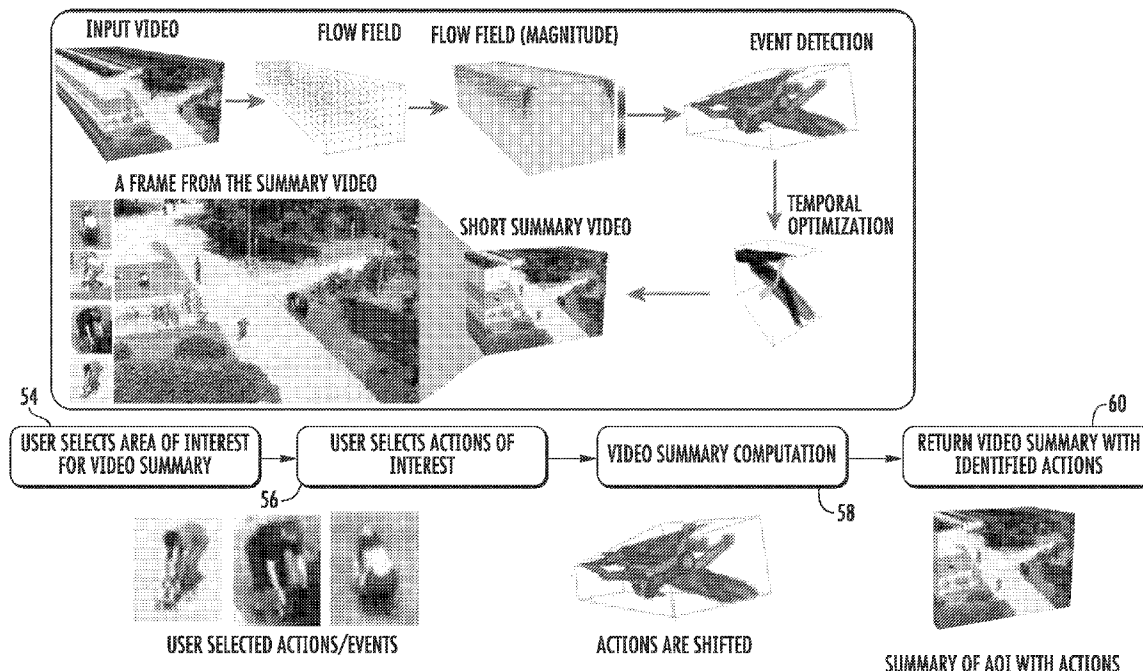 INPUT VIDEO
FLOW FIELD
FLOW FIELD (MAGNITUDE)
EVENT DETECTION
A FRAME FROM THE SUMMARY VIDEO
SHORT SUMMARY VIDEO
TEMPORAL
OPTIMIZATION
54
USER SELECTS AREA OF INTEREST
FOR VIDEO SUMMARY
56
USER SELECTS ACTIONS OF
INTEREST
VIDEO SUMMARY COMPUTATION
58
60
RETURN VIDEO SUMMARY WITH
IDENTIFIED ACTIONS
USER SELECTED ACTIONS/EVENTS
ACTIONS ARE SHIFTED
SUMMARY OF AOI WITH ACTIONS